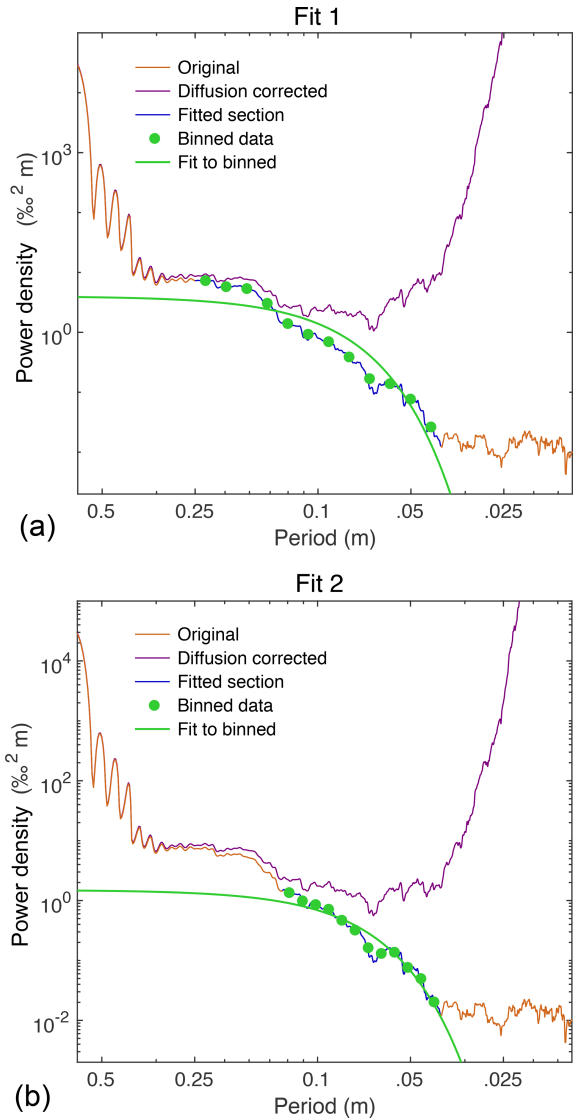 Fit 1
Original
Diffusion corrected
Fitted section
Binned data
Fit to binned
10³
10⁰
Power density (‰² m)
0.5
0.25
0.1
.05
.025
Period (m)
(a)
Fit 2
Original
Diffusion corrected
Fitted section
Binned data
Fit to binned
10⁴
10²
10⁰
10⁻²
Power density (‰² m)
0.5
0.25
0.1
.05
.025
Period (m)
(b)